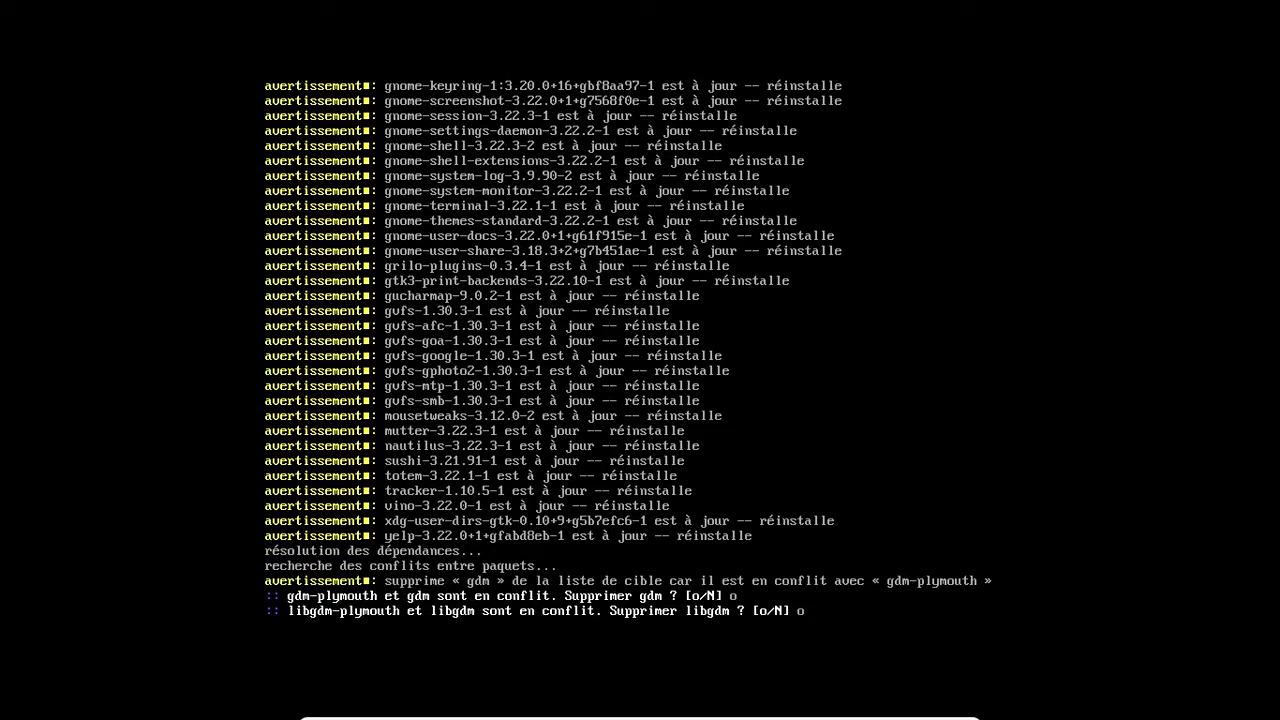 avertissement■: gnome-keyring-1:3.20.0+16+gbf8aa97-1 est à jour -- réinstalle
avertissement■: gnome-screenshot-3.22.0+1+g7568f0e-1 est à jour -- réinstalle
avertissement■: gnome-session-3.22.3-1 est à jour -- réinstalle
avertissement■: gnome-settings-daemon-3.22.2-1 est à jour -- réinstalle
avertissement■: gnome-shell-3.22.3-2 est à jour -- réinstalle
avertissement■: gnome-shell-extensions-3.22.2-1 est à jour -- réinstalle
avertissement■: gnome-system-log-3.9.90-2 est à jour -- réinstalle
avertissement■: gnome-system-monitor-3.22.2-1 est à jour -- réinstalle
avertissement■: gnome-terminal-3.22.1-1 est à jour -- réinstalle
avertissement■: gnome-themes-standard-3.22.2-1 est à jour -- réinstalle
avertissement■: gnome-user-docs-3.22.0+1+g61f915e-1 est à jour -- réinstalle
avertissement■: gnome-user-share-3.18.3+2+g7b451ae-1 est à jour -- réinstalle
avertissement■: grilo-plugins-0.3.4-1 est à jour -- réinstalle
avertissement■: gtk3-print-backends-3.22.10-1 est à jour -- réinstalle
avertissement■: gucharmap-9.0.2-1 est à jour -- réinstalle
avertissement■: gvfs-1.30.3-1 est à jour -- réinstalle
avertissement■: gvfs-afc-1.30.3-1 est à jour -- réinstalle
avertissement■: gvfs-goa-1.30.3-1 est à jour -- réinstalle
avertissement■: gvfs-google-1.30.3-1 est à jour -- réinstalle
avertissement■: gvfs-gphoto2-1.30.3-1 est à jour -- réinstalle
avertissement■: gvfs-mtp-1.30.3-1 est à jour -- réinstalle
avertissement■: gvfs-smb-1.30.3-1 est à jour -- réinstalle
avertissement■: mousetweaks-3.12.0-2 est à jour -- réinstalle
avertissement■: mutter-3.22.3-1 est à jour -- réinstalle
avertissement■: nautilus-3.22.3-1 est à jour -- réinstalle
avertissement■: sushi-3.21.91-1 est à jour -- réinstalle
avertissement■: totem-3.22.1-1 est à jour -- réinstalle
avertissement■: tracker-1.10.5-1 est à jour -- réinstalle
avertissement■: vino-3.22.0-1 est à jour -- réinstalle
avertissement■: xdg-user-dirs-gtk-0.10+9+g5b7efc6-1 est à jour -- réinstalle
avertissement■: yelp-3.22.0+1+gfabd8eb-1 est à jour -- réinstalle
résolution des dépendances...
recherche des conflits entre paquets...
avertissement■: supprime « gdm » de la liste de cible car il est en conflit avec « gdm-plymouth »
:: gdm-plymouth et gdm sont en conflit. Supprimer gdm ? [o/N] o
:: libgdm-plymouth et libgdm sont en conflit. Supprimer libgdm ? [o/N] o